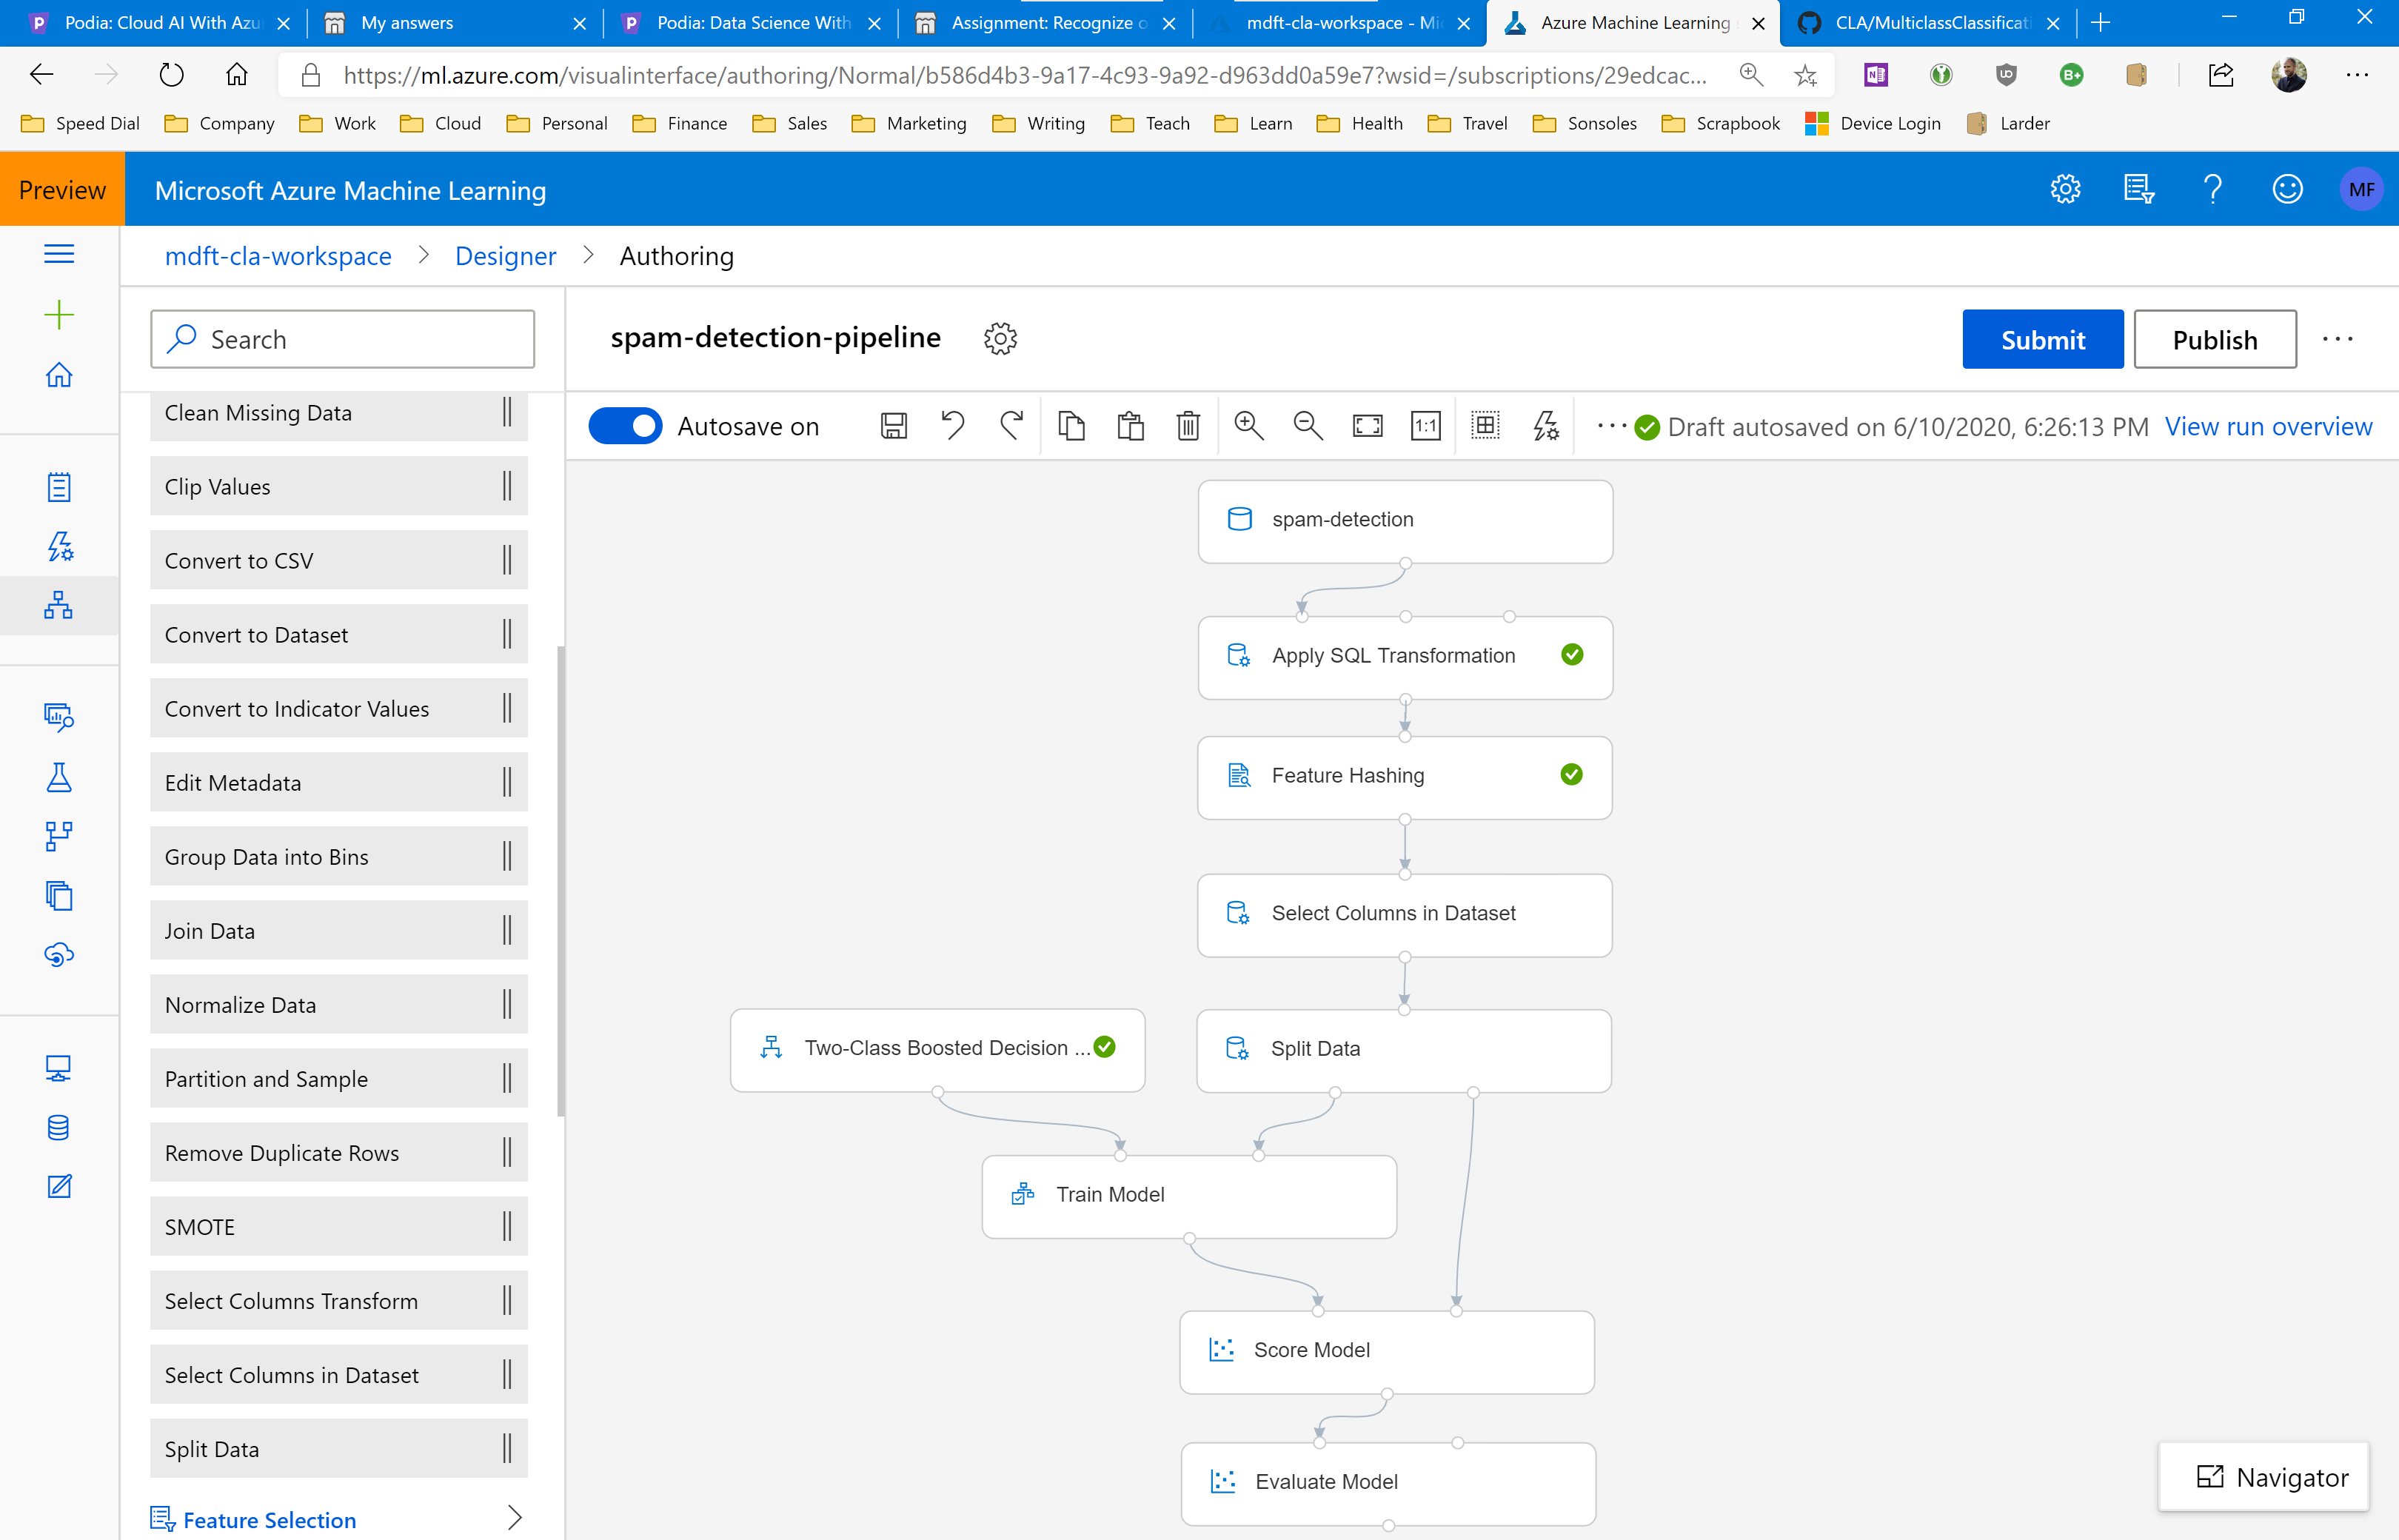 Podia: Cloud AI With Azu
My answers
Podia: Data Science With
Assignment: Recognize o
mdft-cla-workspace - Mi
Azure Machine Learning
CLA/MulticlassClassificati
https://ml.azure.com/visualinterface/authoring/Normal/b586d4b3-9a17-4c93-9a92-d963dd0a59e7?wsid=/subscriptions/29edcac...
Speed Dial
Company
Work
Cloud
Personal
Finance
Sales
Marketing
Writing
Teach
Learn
Health
Travel
Sonsoles
Scrapbook
Device Login
Larder
Preview
Microsoft Azure Machine Learning
MF
mdft-cla-workspace > Designer > Authoring
Search
Clean Missing Data
Clip Values
Convert to CSV
Convert to Dataset
Convert to Indicator Values
Edit Metadata
Group Data into Bins
Join Data
Normalize Data
Partition and Sample
Remove Duplicate Rows
SMOTE
Select Columns Transform
Select Columns in Dataset
Split Data
Feature Selection
spam-detection-pipeline
Submit
Publish
Autosave on
1:1
Draft autosaved on 6/10/2020, 6:26:13 PM
View run overview
spam-detection
Apply SQL Transformation
Feature Hashing
Select Columns in Dataset
Two-Class Boosted Decision ...
Split Data
Train Model
Score Model
Evaluate Model
Navigator